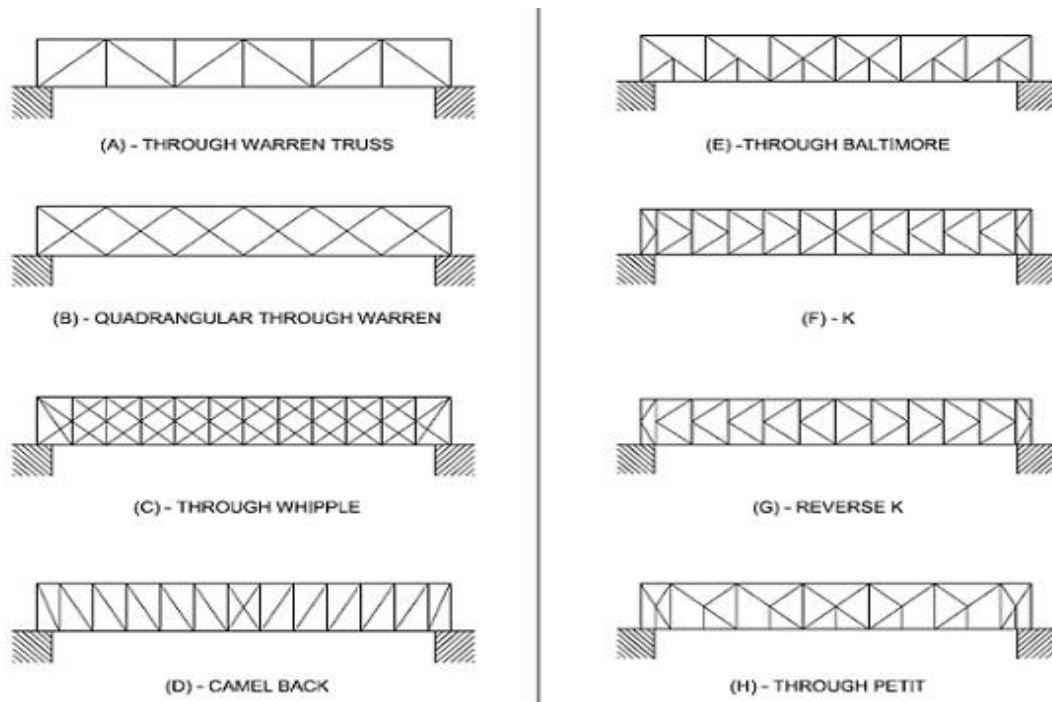 (A) - THROUGH WARREN TRUSS
(B) - QUADRANGULAR THROUGH WARREN
(C) - THROUGH WHIPPLE
(D) - CAMEL BACK
(E) -THROUGH BALTIMORE
(F) - K
(G) - REVERSE K
(H) - THROUGH PETIT